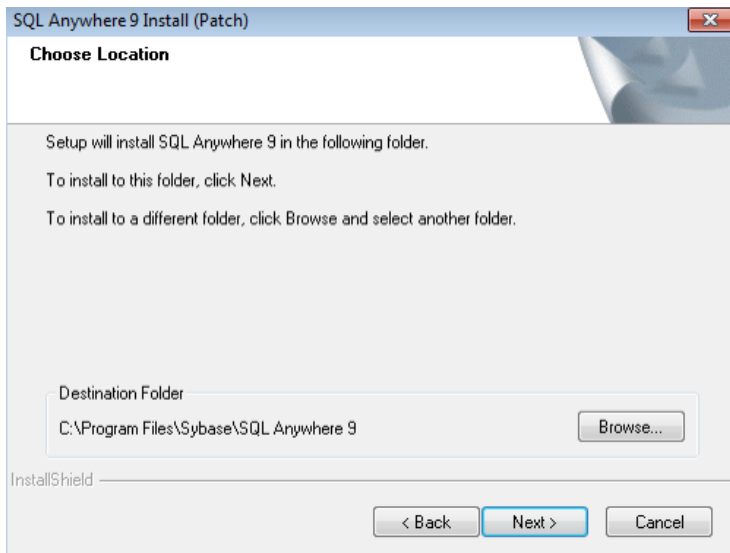 SQL Anywhere 9 Install (Patch)
Choose Location
Setup will install SQL Anywhere 9 in the following folder.
To install to this folder, click Next.
To install to a different folder, click Browse and select another folder.
Destination Folder
C:\Program Files\Sybase\SQL Anywhere 9
Browse...
InstallShield
< Back
Next >
Cancel